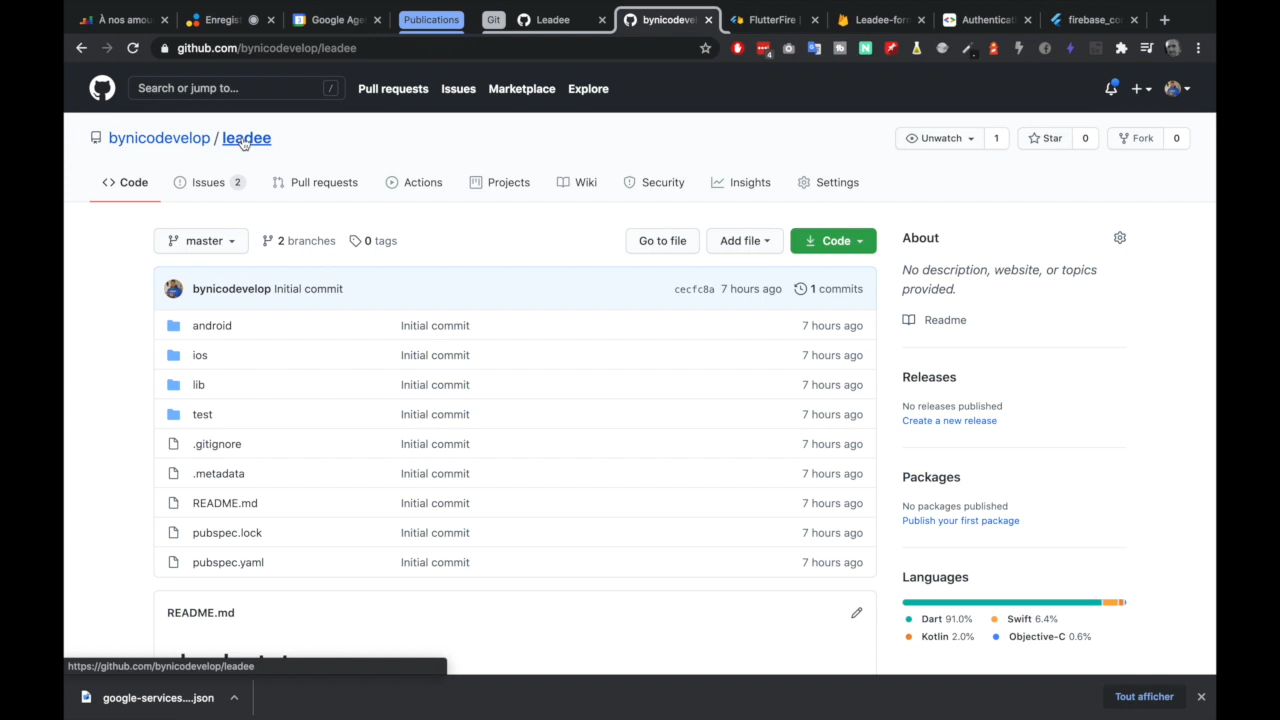 À nos amou
Enregist
Google Age
Publications
Git
Leadee
bynicodevel
FlutterFire
Leadee-for
Authenticat
firebase_co
github.com/bynicodevelop/leadee
Search or jump to...
/
Pull requests
Issues
Marketplace
Explore
bynicodevelop / leadee
Unwatch
1
Star
0
Fork
0
Code
Issues 2
Pull requests
Actions
Projects
Wiki
Security
Insights
Settings
master
2 branches
0 tags
Go to file
Add file
Code
About
No description, website, or topics
provided.
Readme
bynicodevelop Initial commit
cecfc8a 7 hours ago
1 commits
android Initial commit 7 hours ago
ios Initial commit 7 hours ago
lib Initial commit 7 hours ago
test Initial commit 7 hours ago
.gitignore Initial commit 7 hours ago
.metadata Initial commit 7 hours ago
README.md Initial commit 7 hours ago
pubspec.lock Initial commit 7 hours ago
pubspec.yaml Initial commit 7 hours ago
Releases
No releases published
Create a new release
Packages
No packages published
Publish your first package
Languages
Dart 91.0%
Swift 6.4%
Kotlin 2.0%
Objective-C 0.6%
README.md
https://github.com/bynicodevelop/leadee
google-services....json
Tout afficher